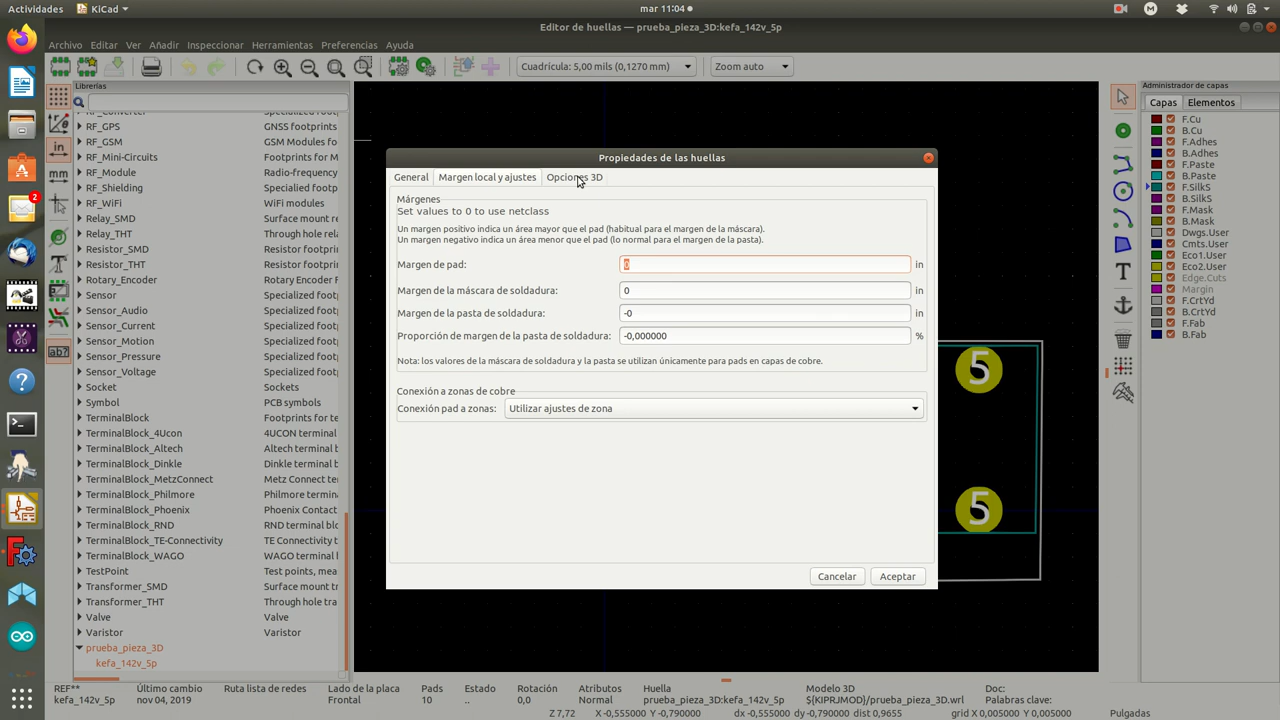 Actividades
KiCad
mar 11:04
M
Editor de huellas — prueba_pieza_3D:kefa_142v_5p
Archivo Editar Ver Añadir Inspeccionar Herramientas Preferencias Ayuda
Cuadrícula: 5,00 mils (0,1270 mm)
Zoom auto
Librerías
RF_GPS GNSS footprints
RF_GSM GSM Modules fo
RF_Mini-Circuits Footprints for M
RF_Module Radio-frequency
RF_Shielding Shielding
RF_WiFi WiFi modules
Relay_SMD Surface mount r
Relay_THT Through hole rela
Resistor_SMD Resistor footprin
Resistor_THT Resistor footprin
Rotary_Encoder
Sensor Specialized footp
Sensor_Audio Specialized footp
Sensor_Current Specialized footp
Sensor_Motion Specialized footp
Sensor_Pressure Specialized footp
Sensor_Voltage Specialized footp
Socket Sockets
Symbol PCB symbols
TerminalBlock Footprints for te
TerminalBlock_4Ucon 4UCON terminal
TerminalBlock_Altech Altech terminal b
TerminalBlock_Dinkle Dinkle terminal b
TerminalBlock_MetzConnect Metz Connect ter
TerminalBlock_Philmore Philmore termina
TerminalBlock_Phoenix Phoenix Contact
TerminalBlock_RND RND terminal blo
TerminalBlock_TE-Connectivity TE Connectivity t
TerminalBlock_WAGO WAGO terminal b
TestPoint Test points, mea
Transformer_SMD Surface mount tr
Transformer_THT Through hole tra
Valve Valve
Varistor Varistor
prueba_pieza_3D
kefa_142v_5p
Propiedades de las huellas
General Margen local y ajustes Opciones 3D
Márgenes
Set values to 0 to use netclass
Un margen positivo indica un área mayor que el pad (habitual para el margen de la máscara).
Un margen negativo indica un área menor que el pad (lo normal para el margen de la pasta).
Margen de pad: 0 in
Margen de la máscara de soldadura: 0 in
Margen de la pasta de soldadura: -0 in
Proporción de margen de la pasta de soldadura: -0,000000 %
Nota: los valores de la máscara de soldadura y la pasta se utilizan únicamente para pads en capas de cobre.
Conexión a zonas de cobre
Conexión pad a zonas: Utilizar ajustes de zona
Cancelar Aceptar
5
5
Administrador de capas
Capas Elementos
F.Cu
B.Cu
F.Adhes
B.Adhes
F.Paste
B.Paste
F.SilkS
B.SilkS
F.Mask
B.Mask
Dwgs.User
Cmts.User
Eco1.User
Eco2.User
Edge.Cuts
Margin
F.CrtYd
B.CrtYd
F.Fab
B.Fab
in
mm
ab
2
REF** Último cambio Ruta lista de redes Lado de la placa Pads Estado Rotación Atributos Huella Modelo 3D Doc:
kefa_142v_5p nov 04, 2019 Frontal 10 .. 0,0 Normal prueba_pieza_3D:kefa_142v_5p ${KIPRJMOD}/prueba_pieza_3D.wrl Palabras clave:
Z 7,72 X -0,555000 Y -0,790000 dx -0,555000 dy -0,790000 dist 0,9655 grid X 0,005000 Y 0,005000 Pulgadas